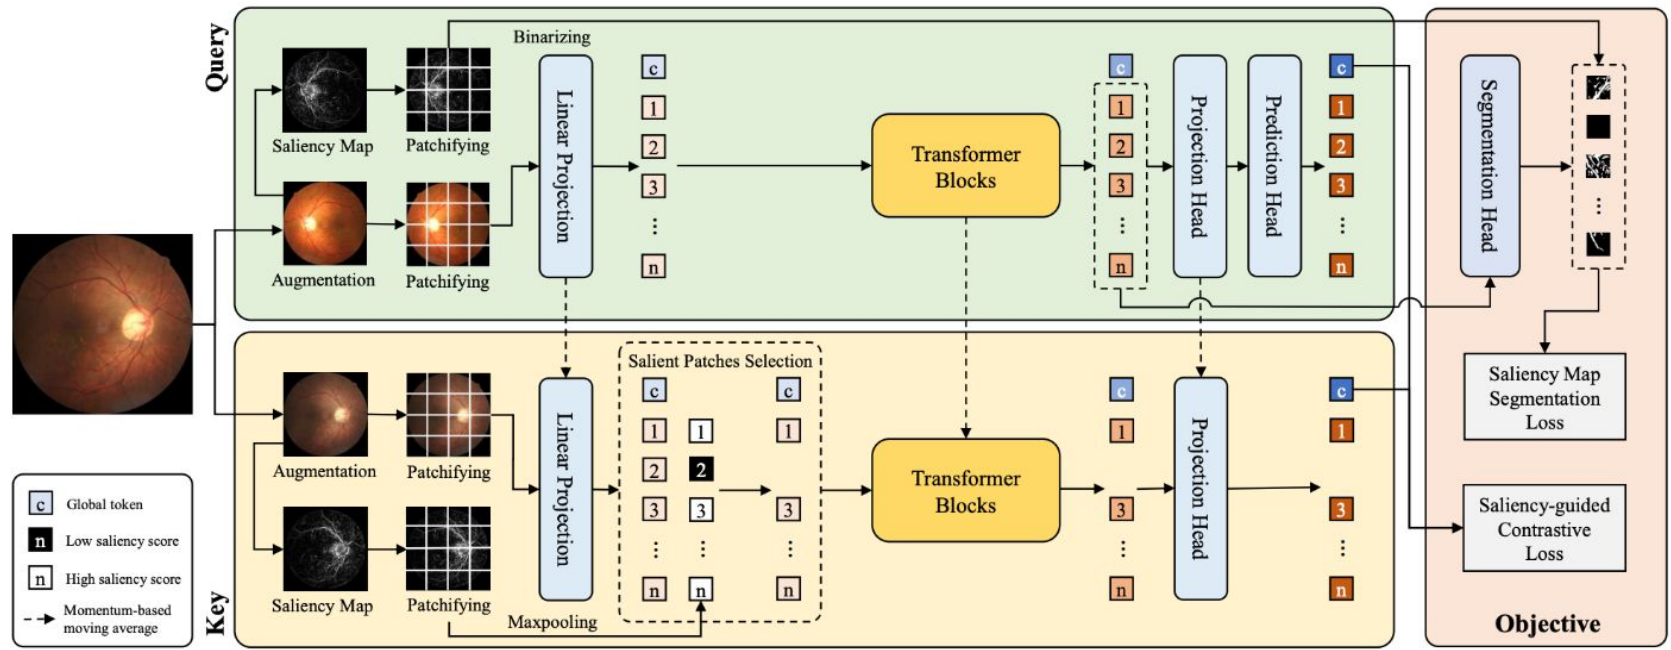 Query
Binarizing
Saliency Map
Patchifying
Augmentation
Patchifying
Linear Projection
c
1
2
3
...
n
Transformer
Blocks
c
1
2
3
...
n
Projection Head
Prediction Head
c
1
2
3
...
n
Segmentation Head
...
Saliency Map
Segmentation
Loss
Saliency-guided
Contrastive
Loss
Objective
Key
Augmentation
Patchifying
Saliency Map
Patchifying
Maxpooling
Linear Projection
Salient Patches Selection
c
1
2
3
...
n
1
2
3
...
n
c
1
3
...
n
Transformer
Blocks
c
1
3
...
n
Projection Head
c
1
3
...
n
c
Global token
n
Low saliency score
n
High saliency score
Momentum-based
moving average